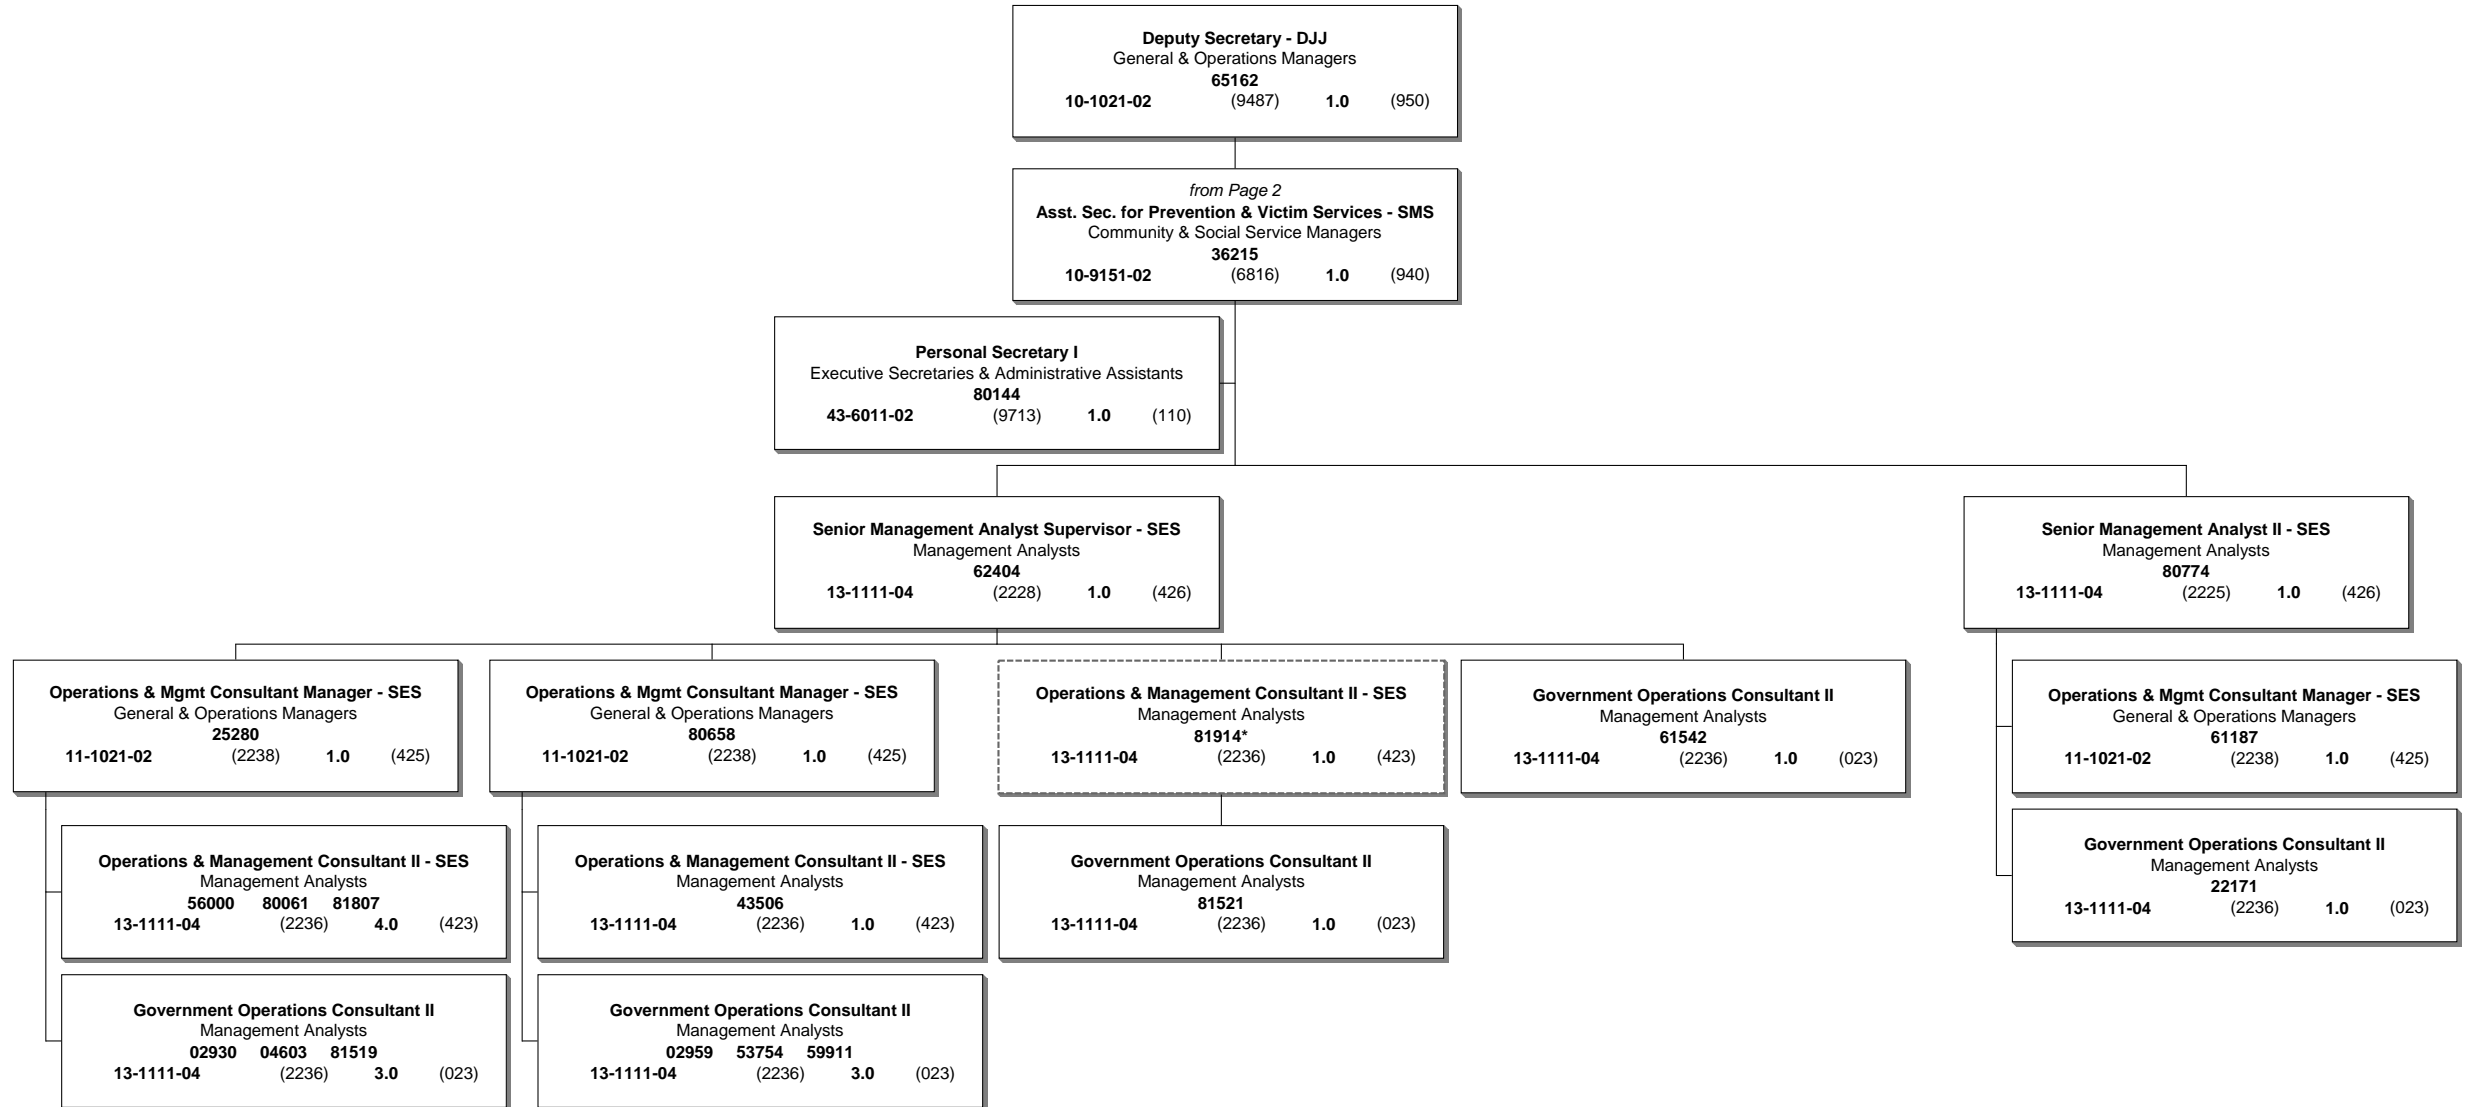 Deputy Secretary - DJJ
General & Operations Managers
65162
10-1021-02 (9487) 1.0 (950)
from Page 2
Asst. Sec. for Prevention & Victim Services - SMS
Community & Social Service Managers
36215
10-9151-02 (6816) 1.0 (940)
Personal Secretary I
Executive Secretaries & Administrative Assistants
80144
43-6011-02 (9713) 1.0 (110)
Senior Management Analyst Supervisor - SES
Management Analysts
62404
13-1111-04 (2228) 1.0 (426)
Senior Management Analyst II - SES
Management Analysts
80774
13-1111-04 (2225) 1.0 (426)
Operations & Mgmt Consultant Manager - SES
General & Operations Managers
25280
11-1021-02 (2238) 1.0 (425)
Operations & Mgmt Consultant Manager - SES
General & Operations Managers
80658
11-1021-02 (2238) 1.0 (425)
Operations & Management Consultant II - SES
Management Analysts
81914*
13-1111-04 (2236) 1.0 (423)
Government Operations Consultant II
Management Analysts
61542
13-1111-04 (2236) 1.0 (023)
Operations & Mgmt Consultant Manager - SES
General & Operations Managers
61187
11-1021-02 (2238) 1.0 (425)
Operations & Management Consultant II - SES
Management Analysts
56000 80061 81807
13-1111-04 (2236) 4.0 (423)
Operations & Management Consultant II - SES
Management Analysts
43506
13-1111-04 (2236) 1.0 (423)
Government Operations Consultant II
Management Analysts
81521
13-1111-04 (2236) 1.0 (023)
Government Operations Consultant II
Management Analysts
22171
13-1111-04 (2236) 1.0 (023)
Government Operations Consultant II
Management Analysts
02930 04603 81519
13-1111-04 (2236) 3.0 (023)
Government Operations Consultant II
Management Analysts
02959 53754 59911
13-1111-04 (2236) 3.0 (023)